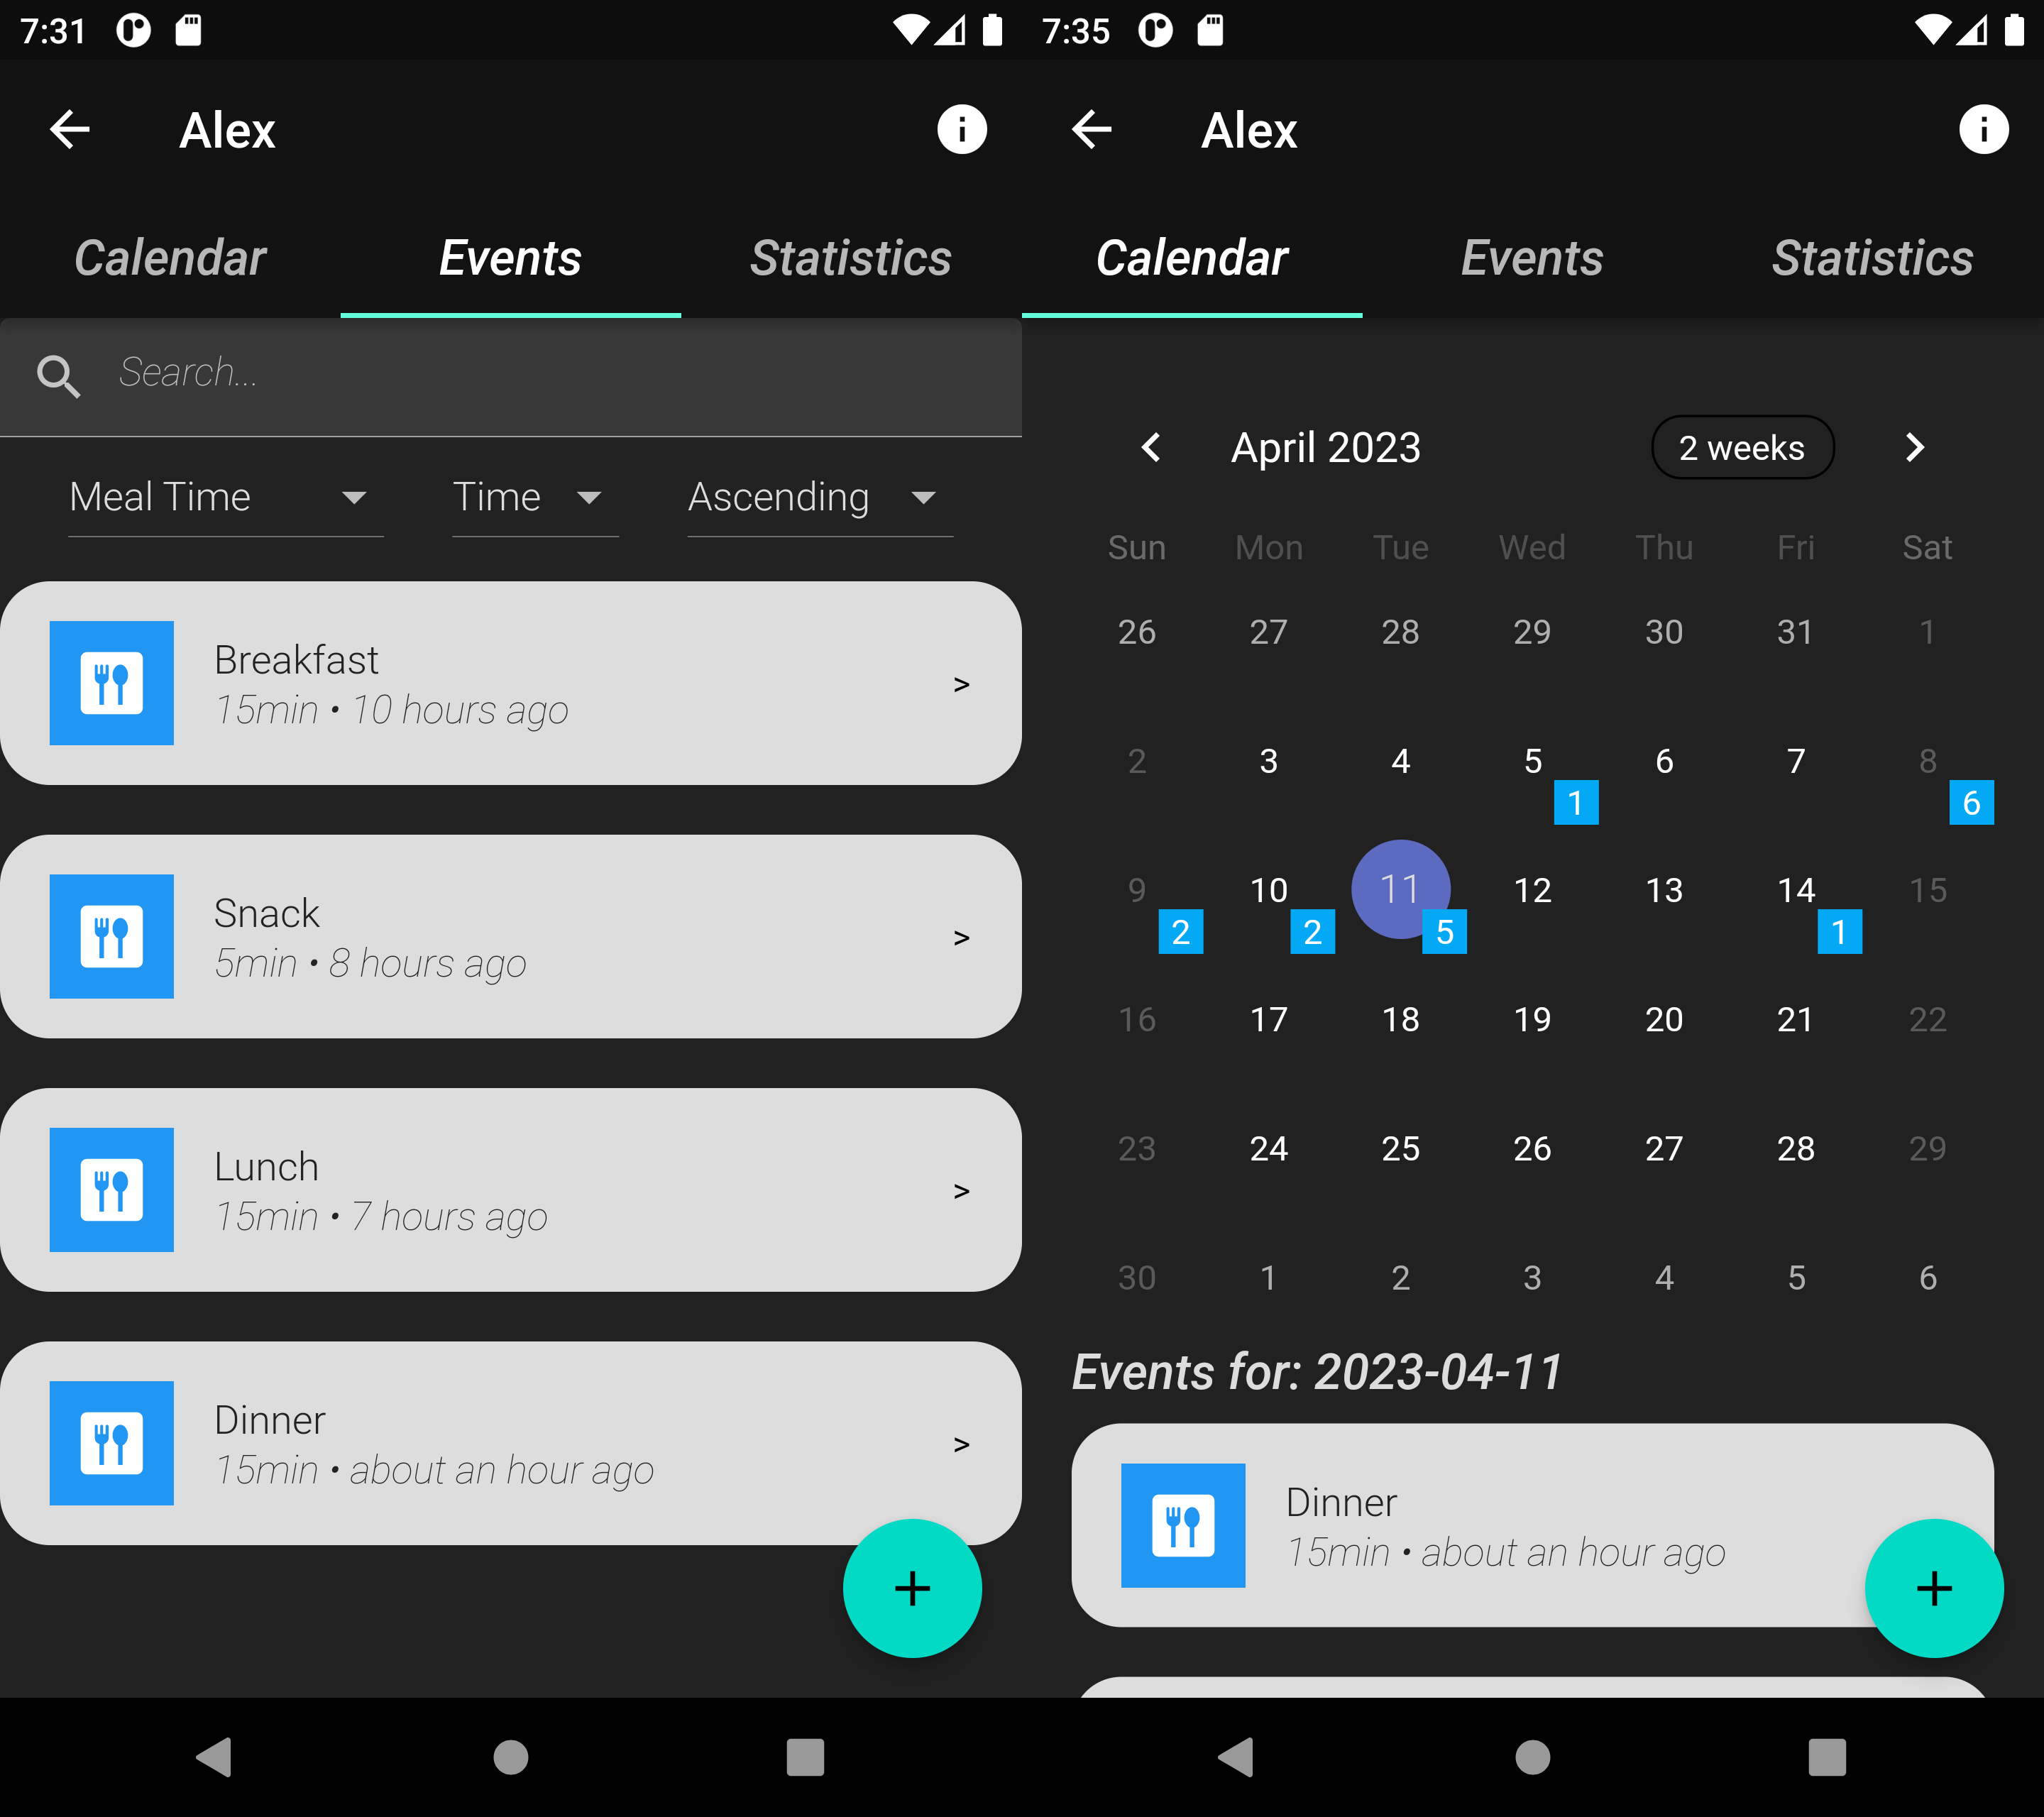 7:31
Alex
Calendar Events Statistics
Search...
Meal Time Time Ascending
Breakfast
15min • 10 hours ago
>
Snack
5min • 8 hours ago
>
Lunch
15min • 7 hours ago
>
Dinner
15min • about an hour ago
>
+
7:35
Alex
Calendar Events Statistics
April 2023 2 weeks
Sun Mon Tue Wed Thu Fri Sat
26 27 28 29 30 31 1
2 3 4 5 6 7 8
1 6
9 10 11 12 13 14 15
2 2 5 1
16 17 18 19 20 21 22
23 24 25 26 27 28 29
30 1 2 3 4 5 6
Events for: 2023-04-11
Dinner
15min • about an hour ago
+